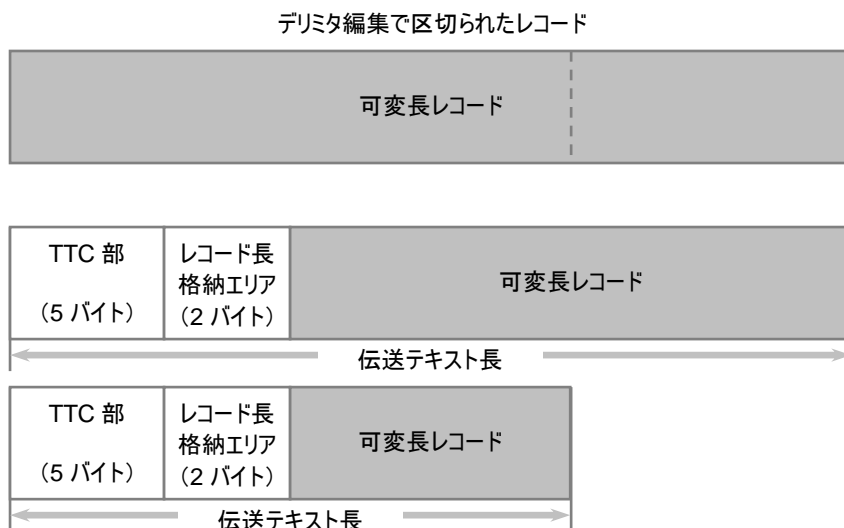 デリミタ編集で区切られたレコード
可変長レコード
TTC 部
(5 バイト)
レコード長
格納エリア
(2 バイト)
可変長レコード
伝送テキスト長
TTC 部
(5 バイト)
レコード長
格納エリア
(2 バイト)
可変長レコード
伝送テキスト長